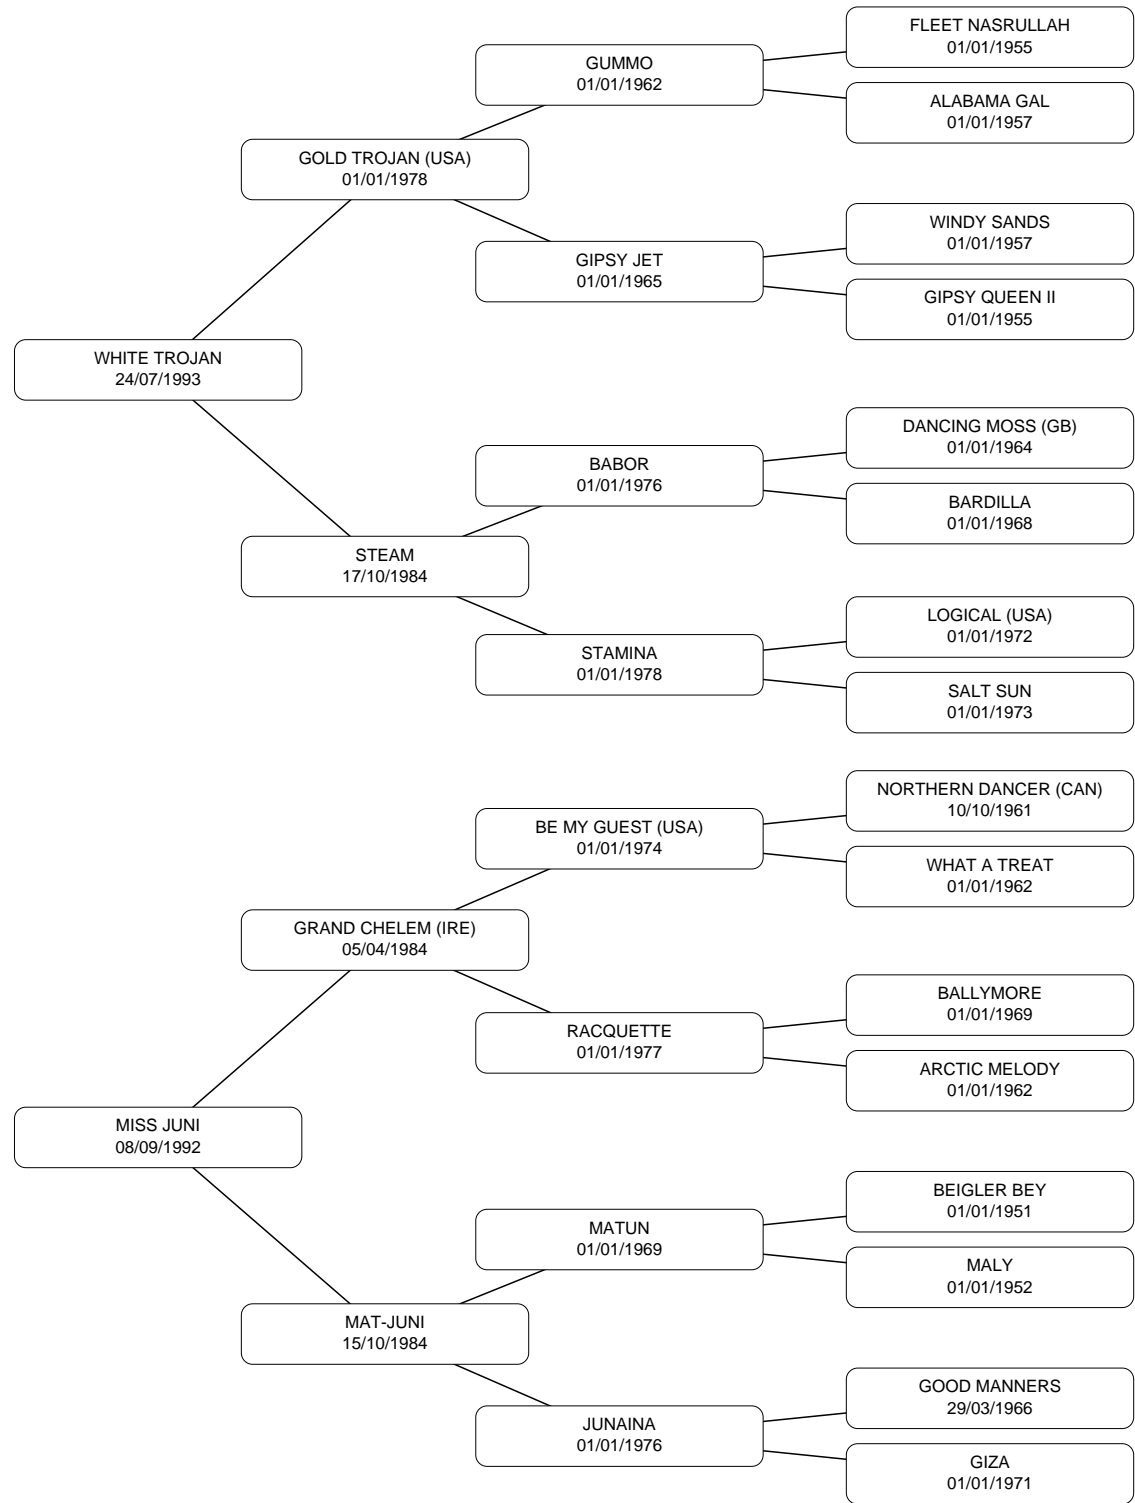 FLEET NASRULLAH
01/01/1955
GUMMO
01/01/1962
ALABAMA GAL
01/01/1957
GOLD TROJAN (USA)
01/01/1978
WINDY SANDS
01/01/1957
GIPSY JET
01/01/1965
GIPSY QUEEN II
01/01/1955
WHITE TROJAN
24/07/1993
DANCING MOSS (GB)
01/01/1964
BABOR
01/01/1976
BARDILLA
01/01/1968
STEAM
17/10/1984
LOGICAL (USA)
01/01/1972
STAMINA
01/01/1978
SALT SUN
01/01/1973
NORTHERN DANCER (CAN)
10/10/1961
BE MY GUEST (USA)
01/01/1974
WHAT A TREAT
01/01/1962
GRAND CHELEM (IRE)
05/04/1984
BALLYMORE
01/01/1969
RACQUETTE
01/01/1977
ARCTIC MELODY
01/01/1962
MISS JUNI
08/09/1992
BEIGLER BEY
01/01/1951
MATUN
01/01/1969
MALY
01/01/1952
MAT-JUNI
15/10/1984
GOOD MANNERS
29/03/1966
JUNAINA
01/01/1976
GIZA
01/01/1971